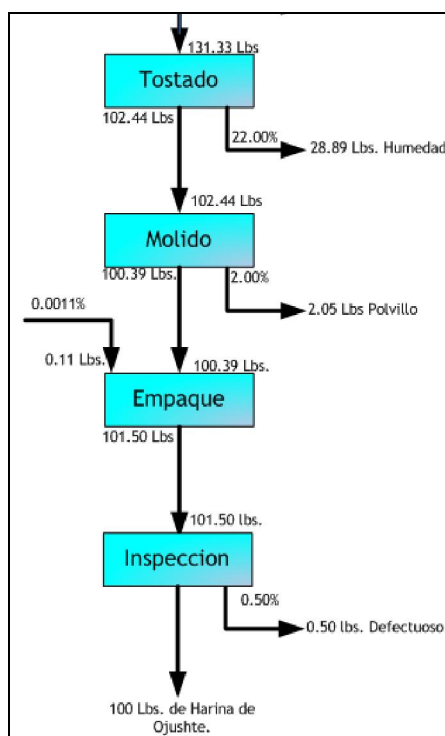 131.33 Lbs
Tostado
102.44 Lbs
22.00%
28.89 Lbs. Humedad
102.44 Lbs
Molido
100.39 Lbs.
2.00%
2.05 Lbs Polvillo
0.0011%
0.11 Lbs.
100.39 Lbs.
Empaque
101.50 Lbs
101.50 lbs.
Inspeccion
0.50%
0.50 lbs. Defectuoso
100 Lbs. de Harina de
Ojushte.